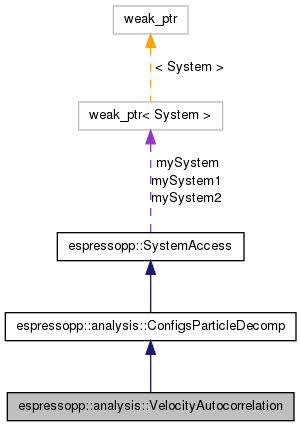 weak_ptr
< System >
weak_ptr< System >
mySystem
mySystem1
mySystem2
espressopp::SystemAccess
espressopp::analysis::ConfigsParticleDecomp
espressopp::analysis::VelocityAutocorrelation